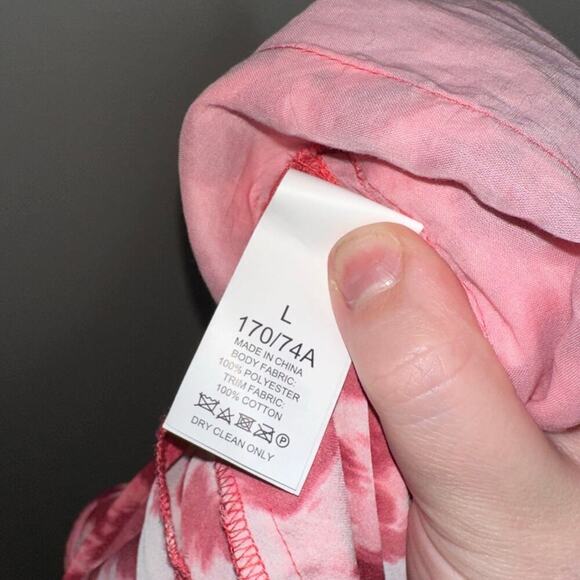 L
170/74A
MADE IN CHINA
BODY FABRIC:
100% POLYESTER
TRIM FABRIC:
100% COTTON
P
DRY CLEAN ONLY